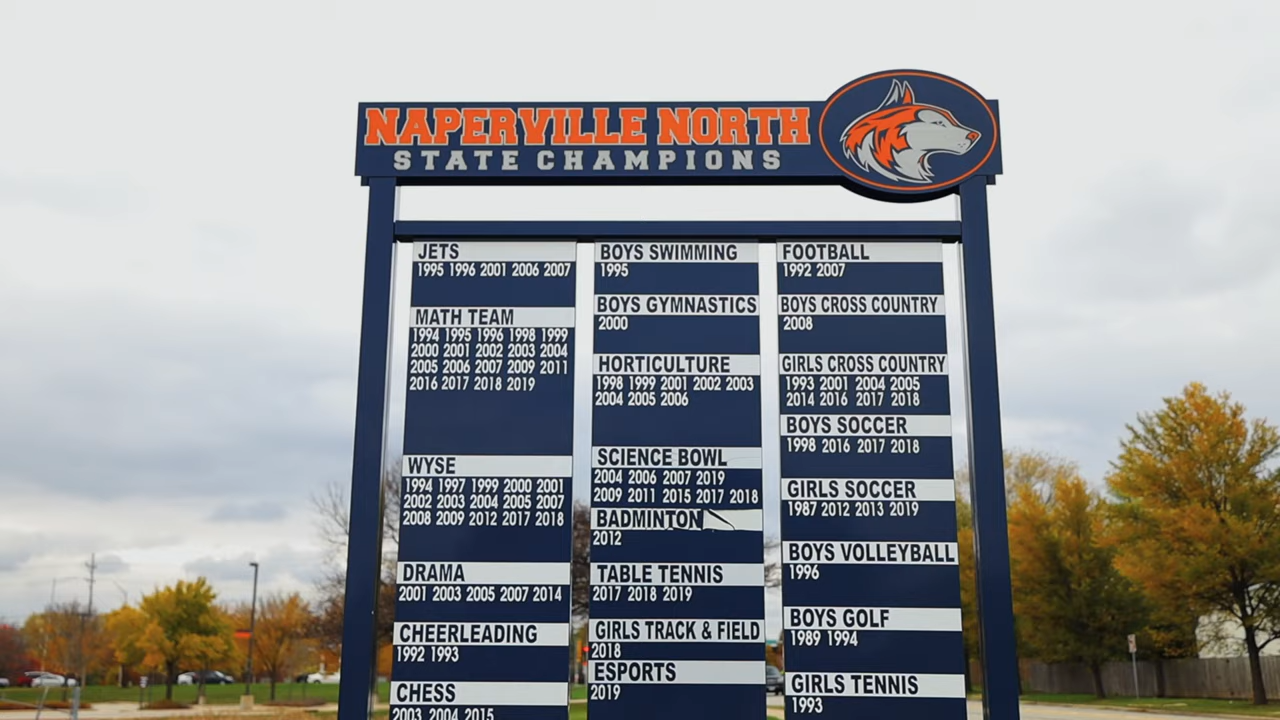 NAPERVILLE NORTH
STATE CHAMPIONS
JETS
1995 1996 2001 2006 2007
MATH TEAM
1994 1995 1996 1998 1999
2000 2001 2002 2003 2004
2005 2006 2007 2009 2011
2016 2017 2018 2019
WYSE
1994 1997 1999 2000 2001
2002 2003 2004 2005 2007
2008 2009 2012 2017 2018
DRAMA
2001 2003 2005 2007 2014
CHEERLEADING
1992 1993
CHESS
2003 2004 2015
BOYS SWIMMING
1995
BOYS GYMNASTICS
2000
HORTICULTURE
1998 1999 2001 2002 2003
2004 2005 2006
SCIENCE BOWL
2004 2006 2007 2019
2009 2011 2015 2017 2018
BADMINTON
2012
TABLE TENNIS
2017 2018 2019
GIRLS TRACK & FIELD
2018
ESPORTS
2019
FOOTBALL
1992 2007
BOYS CROSS COUNTRY
2008
GIRLS CROSS COUNTRY
1993 2001 2004 2005
2014 2016 2017 2018
BOYS SOCCER
1998 2016 2017 2018
GIRLS SOCCER
1987 2012 2013 2019
BOYS VOLLEYBALL
1996
BOYS GOLF
1989 1994
GIRLS TENNIS
1993